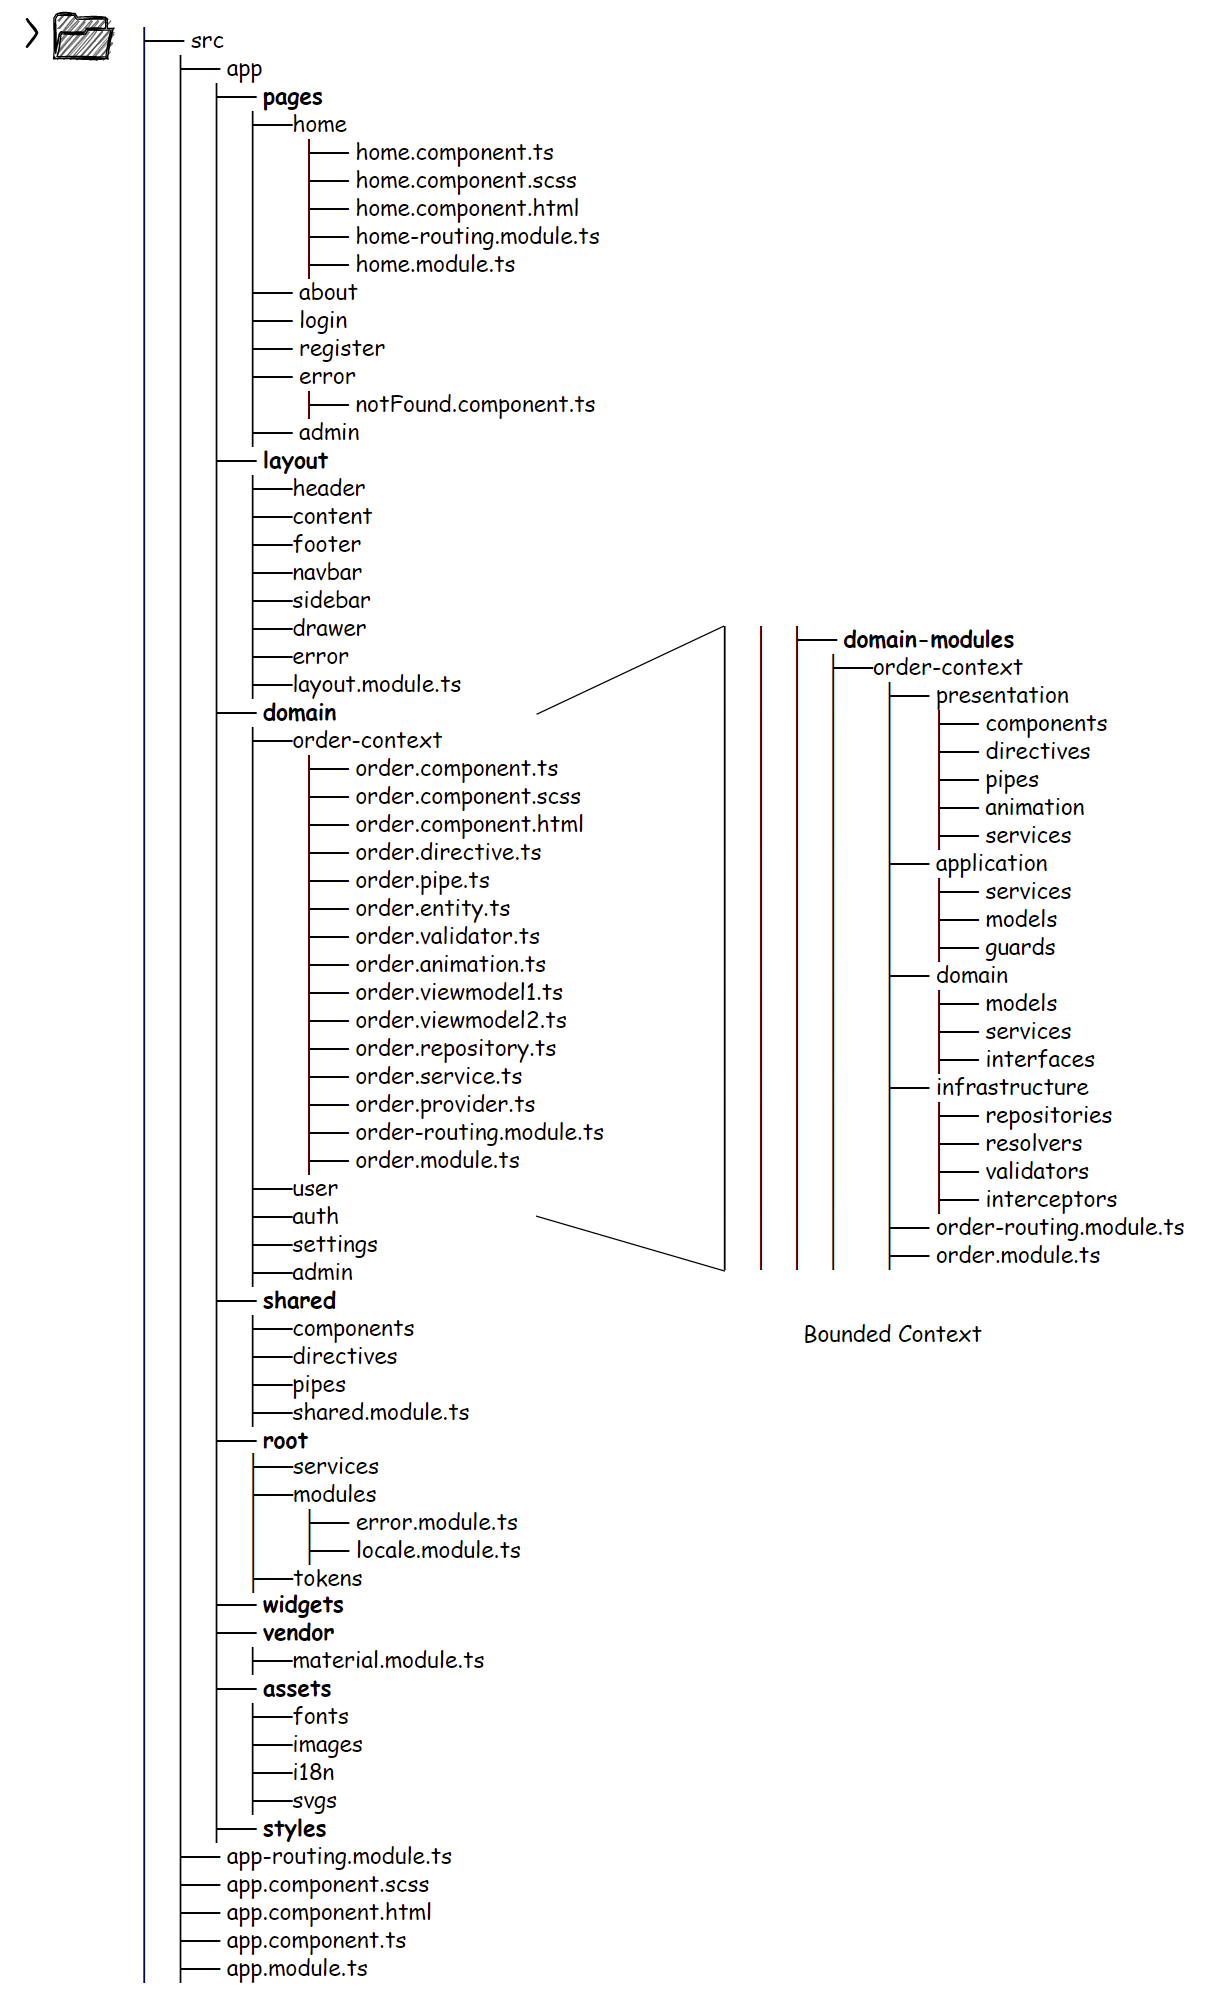 src
app
pages
home
home.component.ts
home.component.scss
home.component.html
home-routing.module.ts
home.module.ts
about
login
register
error
notFound.component.ts
admin
layout
header
content
footer
navbar
sidebar
drawer
error
layout.module.ts
domain
order-context
order.component.ts
order.component.scss
order.component.html
order.directive.ts
order.pipe.ts
order.entity.ts
order.validator.ts
order.animation.ts
order.viewmodel1.ts
order.viewmodel2.ts
order.repository.ts
order.service.ts
order.provider.ts
order-routing.module.ts
order.module.ts
user
auth
settings
admin
shared
components
directives
pipes
shared.module.ts
root
services
modules
error.module.ts
locale.module.ts
tokens
widgets
vendor
material.module.ts
assets
fonts
images
i18n
svgs
styles
app-routing.module.ts
app.component.scss
app.component.html
app.component.ts
app.module.ts
domain-modules
order-context
presentation
components
directives
pipes
animation
services
application
services
models
guards
domain
models
services
interfaces
infrastructure
repositories
resolvers
validators
interceptors
order-routing.module.ts
order.module.ts
Bounded Context